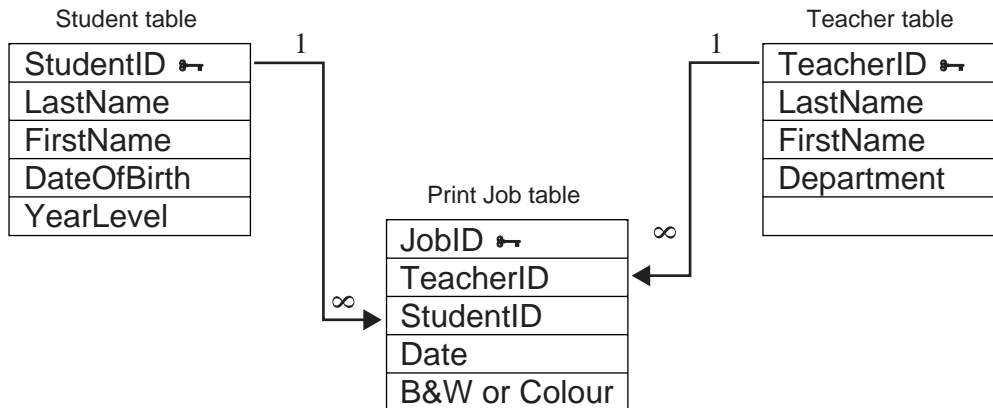 Student table
1
StudentID
LastName
FirstName
DateOfBirth
YearLevel
∞
Teacher table
1
TeacherID
LastName
FirstName
Department
∞
Print Job table
JobID
TeacherID
StudentID
Date
B&W or Colour